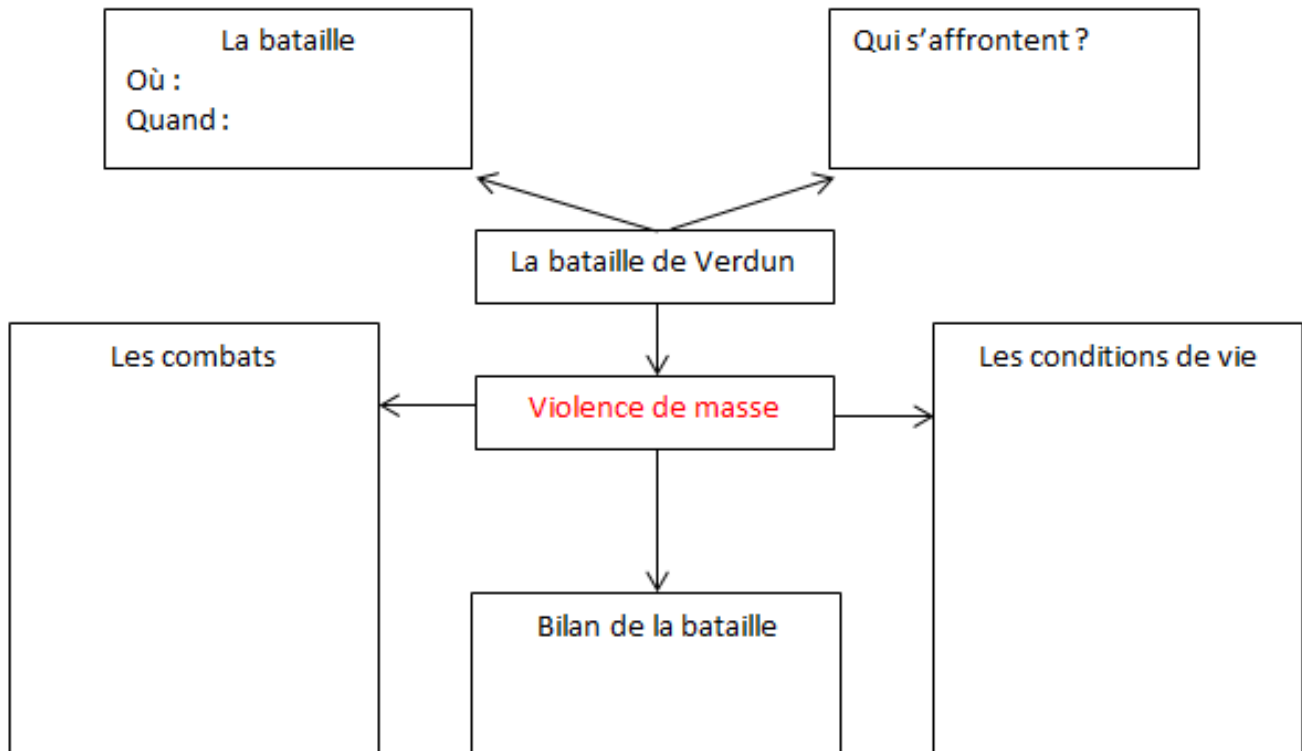 La bataille
Où :
Quand :
Qui s'affrontent ?
La bataille de Verdun
Les combats
Violence de masse
Les conditions de vie
Bilan de la bataille